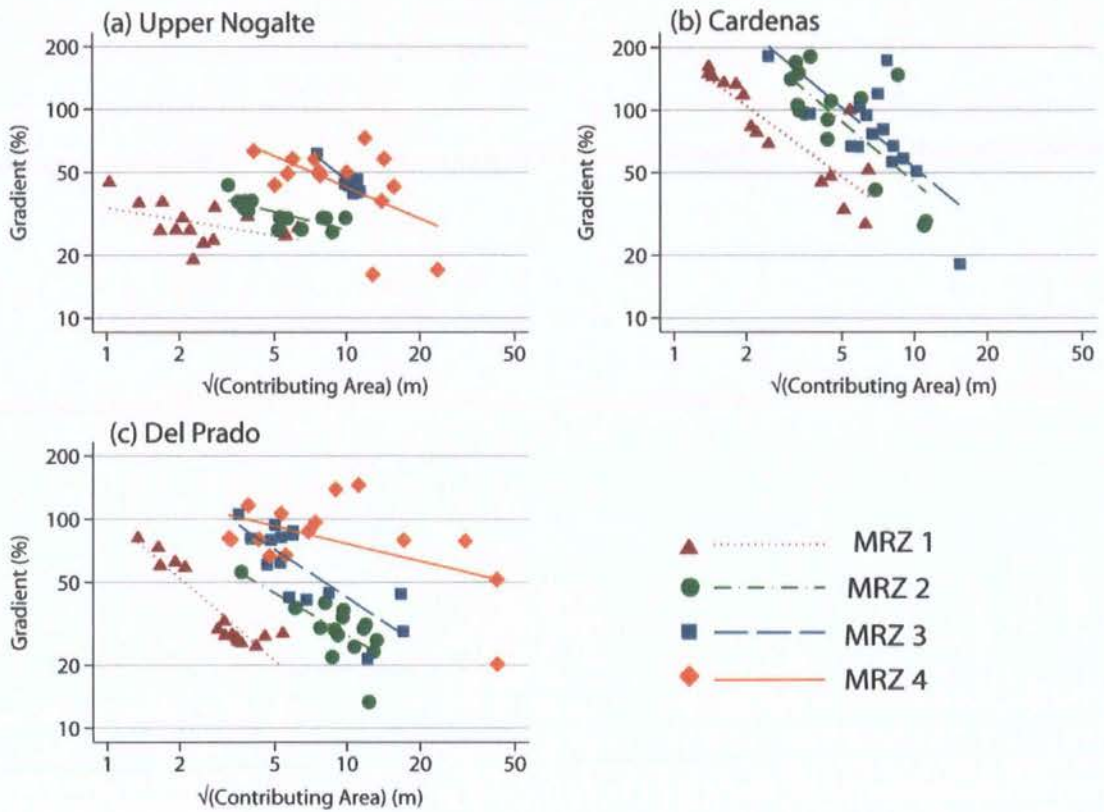 (a) Upper Nogalte
200
100
50
20
10
Gradient (%)
1 2 5 10 20 50
√(Contributing Area) (m)
(b) Cardenas
200
100
50
20
10
Gradient (%)
1 2 5 10 20 50
√(Contributing Area) (m)
(c) Del Prado
200
100
50
20
10
Gradient (%)
1 2 5 10 20 50
√(Contributing Area) (m)
MRZ 1
MRZ 2
MRZ 3
MRZ 4